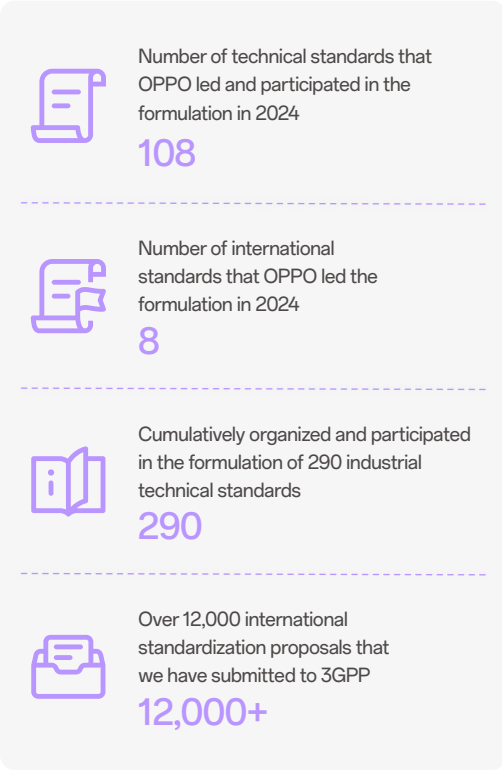 Number of technical standards that
OPPO led and participated in the
formulation in 2024
108
Number of international
standards that OPPO led the
formulation in 2024
8
Cumulatively organized and participated
in the formulation of 290 industrial
technical standards
290
Over 12,000 international
standardization proposals that
we have submitted to 3GPP
12,000+